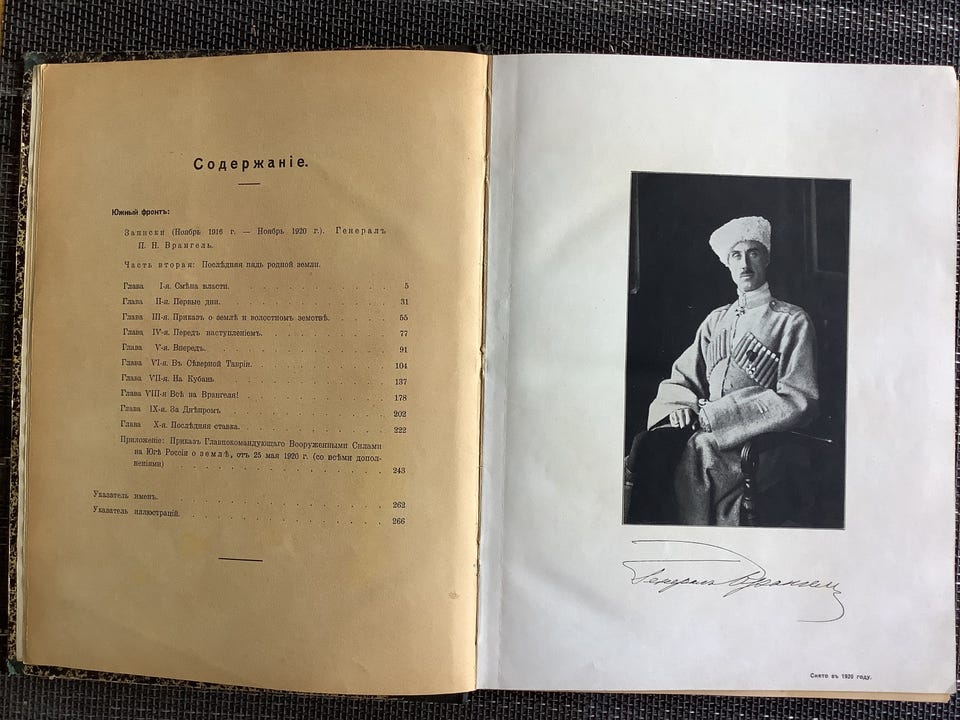 Содержаніе.
Южный фронтъ:
Записки (Ноябрь 1916 г. — Ноябрь 1920 г.). Генералъ
П. Н. Врангель.
Часть вторая: Послѣдняя пядь родной земли.
Глава I-я. Смѣна власти. 5
Глава II-я. Первые дни. 31
Глава III-я. Приказъ о землѣ и волостномъ земствѣ. 55
Глава IV-я. Передъ наступленіемъ. 77
Глава V-я. Впередъ. 91
Глава VI-я. Въ Сѣверной Тавріи. 104
Глава VII-я. На Кубань 137
Глава VIII-я Всѣ на Врангеля! 178
Глава IX-я. За Днѣпромъ 202
Глава X-я. Послѣдняя ставка. 222
Приложеніе: Приказъ Главнокомандующаго Вооруженными Силами
на Югѣ Россіи о землѣ, отъ 25 мая 1920 г. (со всѣми допол-
неніями) 243
Указатель именъ. 262
Указатель иллюстрацій. 266
Генералъ Врангель
Снято въ 1920 году.